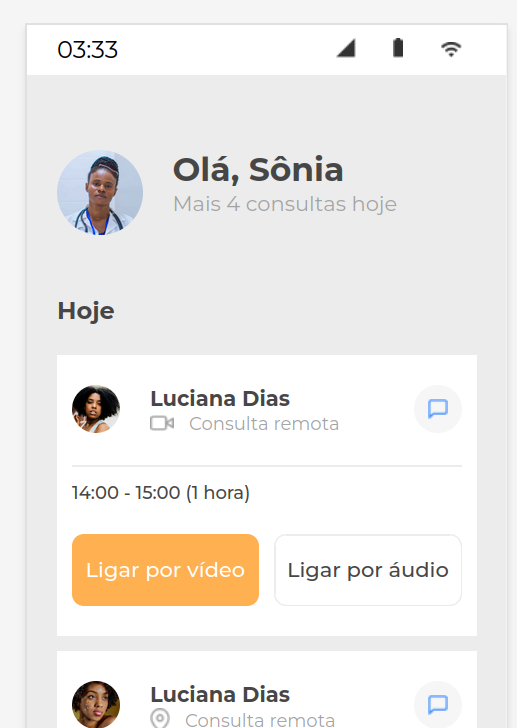 03:33
Olá, Sônia
Mais 4 consultas hoje
Hoje
Luciana Dias
Consulta remota
14:00 - 15:00 (1 hora)
Ligar por vídeo
Ligar por áudio
Luciana Dias
Consulta remota